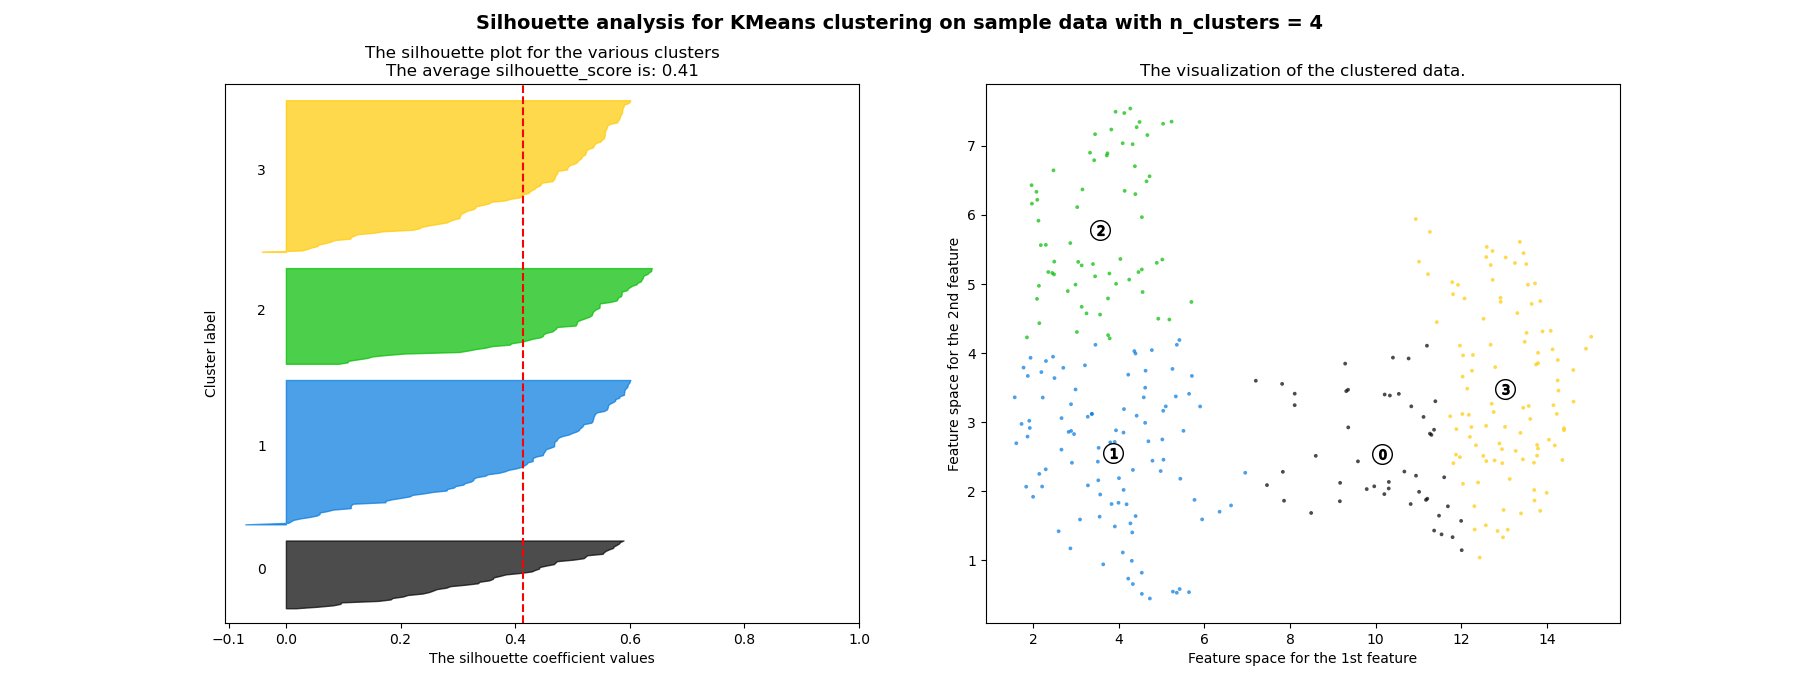 Silhouette analysis for KMeans clustering on sample data with n_clusters = 4
The silhouette plot for the various clusters
The average silhouette_score is: 0.41
Cluster label
3
2
1
0
−0.1 0.0 0.2 0.4 0.6 0.8 1.0
The silhouette coefficient values
The visualization of the clustered data.
Feature space for the 2nd feature
7
6
5
4
3
2
1
2
3
1
0
2 4 6 8 10 12 14
Feature space for the 1st feature